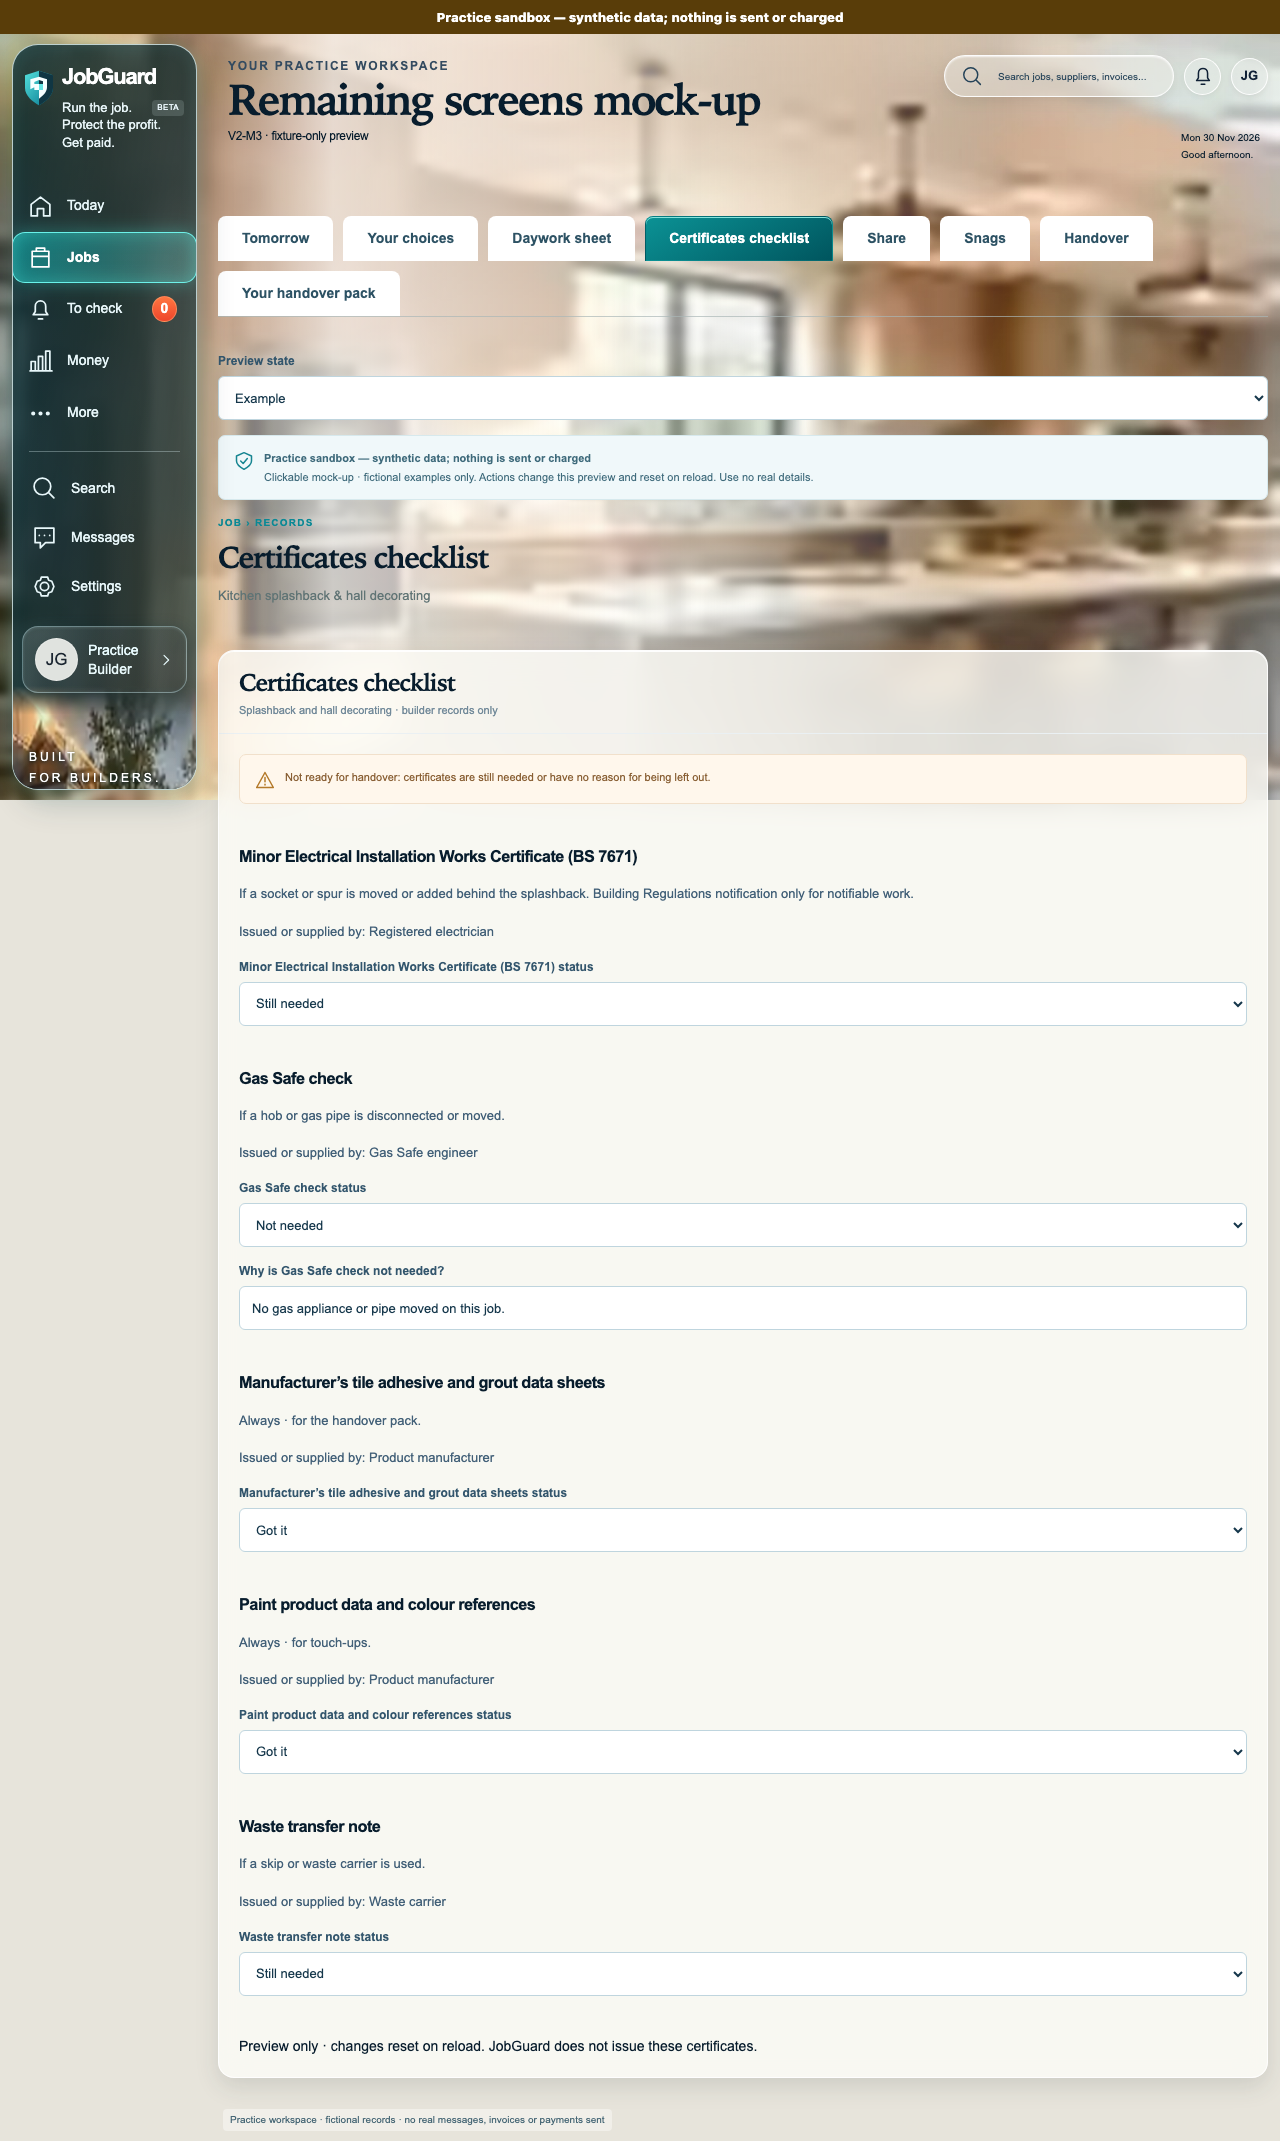 Practice sandbox — synthetic data; nothing is sent or charged
JobGuard
Run the job.
BETA
Protect the profit.
Get paid.
Today
Jobs
To check
0
Money
More
Search
Messages
Settings
JG
Practice
Builder
BUILT
FOR BUILDERS.
YOUR PRACTICE WORKSPACE
Remaining screens mock-up
V2-M3 · fixture-only preview
Search jobs, suppliers, invoices...
JG
Mon 30 Nov 2026
Good afternoon.
Tomorrow
Your choices
Daywork sheet
Certificates checklist
Share
Snags
Handover
Your handover pack
Preview state
Example
Practice sandbox — synthetic data; nothing is sent or charged
Clickable mock-up · fictional examples only. Actions change this preview and reset on reload. Use no real details.
JOB › RECORDS
Certificates checklist
Kitchen splashback & hall decorating
Certificates checklist
Splashback and hall decorating · builder records only
Not ready for handover: certificates are still needed or have no reason for being left out.
Minor Electrical Installation Works Certificate (BS 7671)
If a socket or spur is moved or added behind the splashback. Building Regulations notification only for notifiable work.
Issued or supplied by: Registered electrician
Minor Electrical Installation Works Certificate (BS 7671) status
Still needed
Gas Safe check
If a hob or gas pipe is disconnected or moved.
Issued or supplied by: Gas Safe engineer
Gas Safe check status
Not needed
Why is Gas Safe check not needed?
No gas appliance or pipe moved on this job.
Manufacturer’s tile adhesive and grout data sheets
Always · for the handover pack.
Issued or supplied by: Product manufacturer
Manufacturer’s tile adhesive and grout data sheets status
Got it
Paint product data and colour references
Always · for touch-ups.
Issued or supplied by: Product manufacturer
Paint product data and colour references status
Got it
Waste transfer note
If a skip or waste carrier is used.
Issued or supplied by: Waste carrier
Waste transfer note status
Still needed
Preview only · changes reset on reload. JobGuard does not issue these certificates.
Practice workspace · fictional records · no real messages, invoices or payments sent